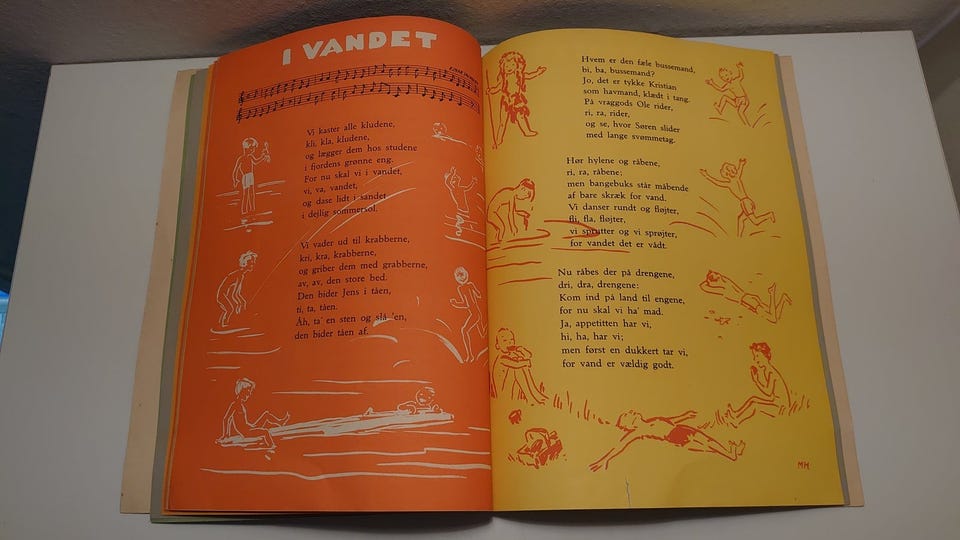 I VANDET
Vi kaster alle kludene,
kli, kla, kludene,
og lægger dem hos studene
i fjordens grønne eng.
For nu skal vi i vandet,
vi, va, vandet,
og dase lidt i sandet
i dejlig sommersol.
Vi vader ud til krabberne,
kri, kra, krabberne,
og griber dem med grabberne,
av, av, den store bed.
Den bider Jens i tåen,
ti, ta, tåen.
Åh, ta' en sten og slå 'en,
den bider tåen af.
Hvem er den fæle bussemand,
bi, ba, bussemand?
Jo, det er tykke Kristian
som havmand, klædt i tang.
På vraggods Ole rider,
ri, ra, rider,
og se, hvor Søren slider
med lange svømmetag.
Hør hylene og råbene,
ri, ra, råbene;
men bangebuks står måbende
af bare skræk for vand.
Vi danser rundt og fløjter,
fli, fla, fløjter,
vi sprutter og vi sprøjter,
for vandet det er vådt.
Nu råbes der på drengene,
dri, dra, drengene:
Kom ind på land til engene,
for nu skal vi ha' mad.
Ja, appetitten har vi,
hi, ha, har vi;
men først en dukkert tar vi,
for vand er vældig godt.
MH